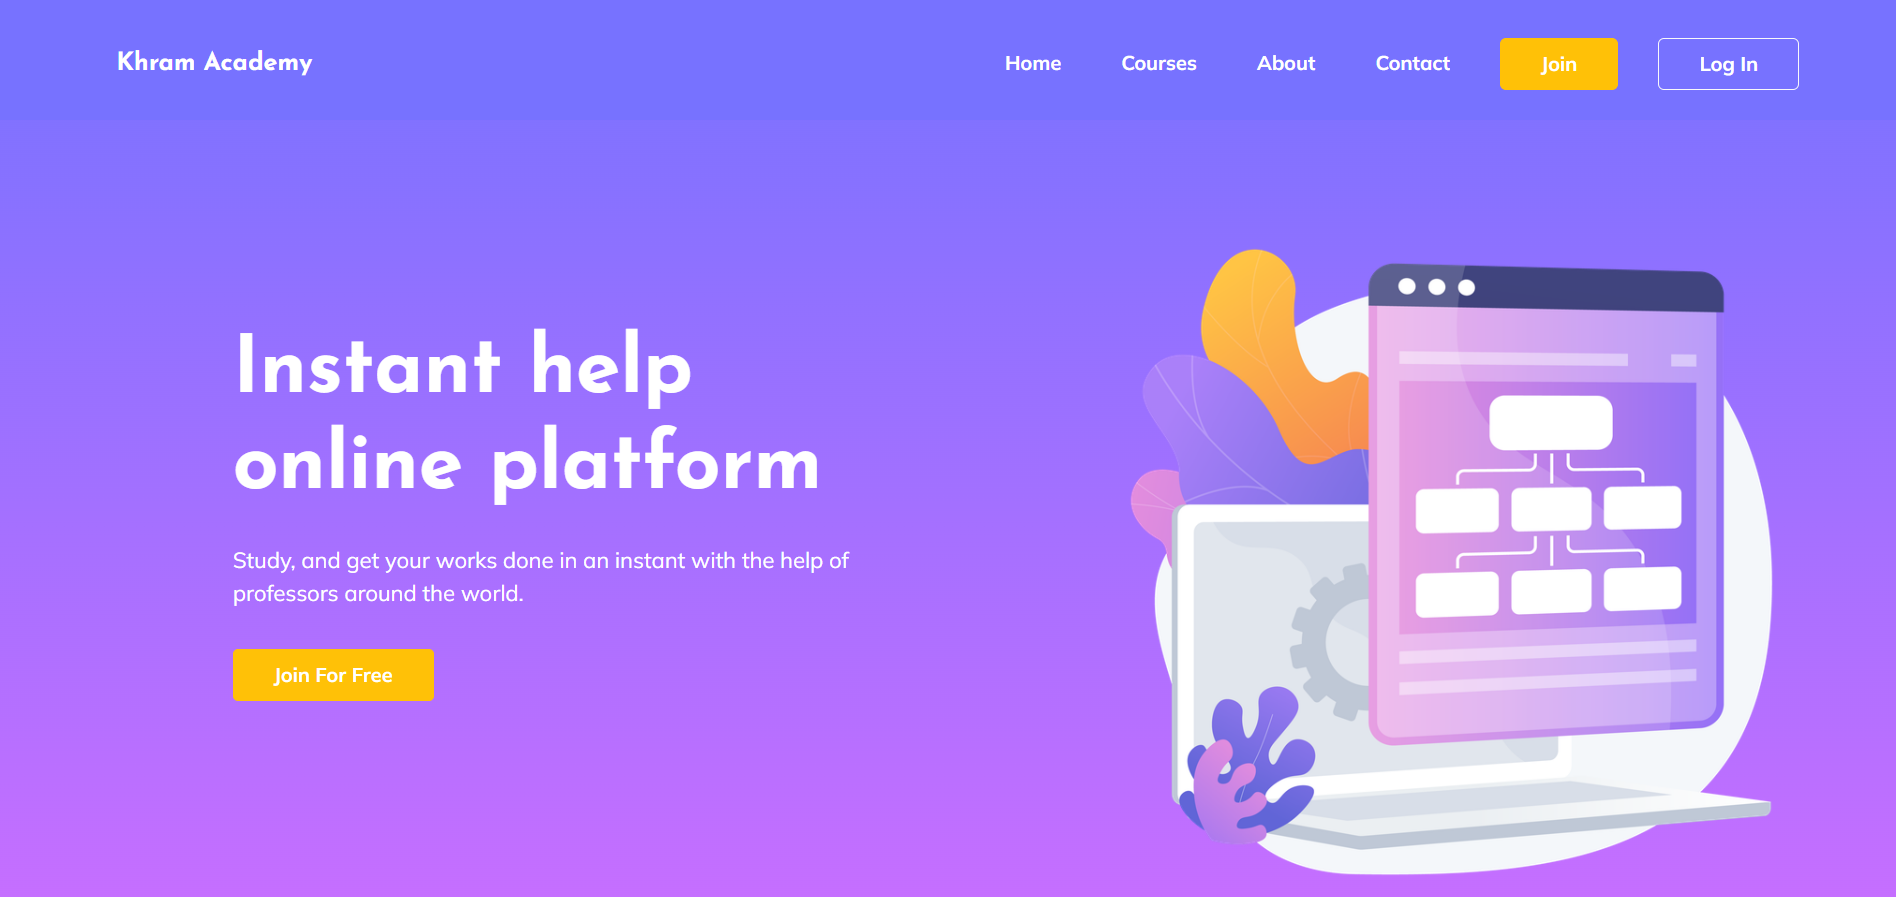 Khram Academy
Home
Courses
About
Contact
Join
Log In
Instant help
online platform
Study, and get your works done in an instant with the help of
professors around the world.
Join For Free